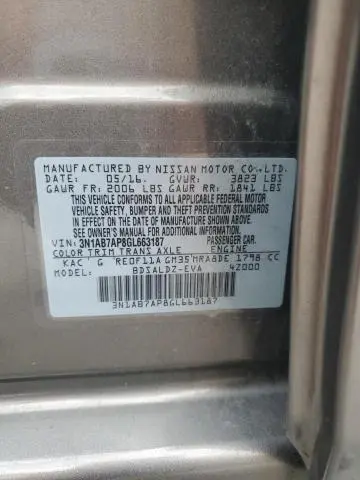 MANUFACTURED BY NISSAN MOTOR CO.,LTD.
DATE: 05/16. GVWR: 3823 LBS
GAWR FR: 2006 LBS GAWR RR: 1841 LBS
THIS VEHICLE CONFORMS TO ALL APPLICABLE FEDERAL MOTOR
VEHICLE SAFETY, BUMPER AND THEFT PREVENTION STANDARDS
IN EFFECT ON THE DATE OF MANUFACTURE SHOWN ABOVE.
SEE OWNER'S MANUAL FOR ADDITIONAL INFORMATION
VIN: 3N1AB7AP8GL663187 PASSENGER CAR.
COLOR TRIM TRANS AXLE ENGINE
KAC G RE0F11A GM35 MRA8DE 1798 CC
MODEL: BDSALDZ-EVA 4Z000
3N1AB7AP8GL663187